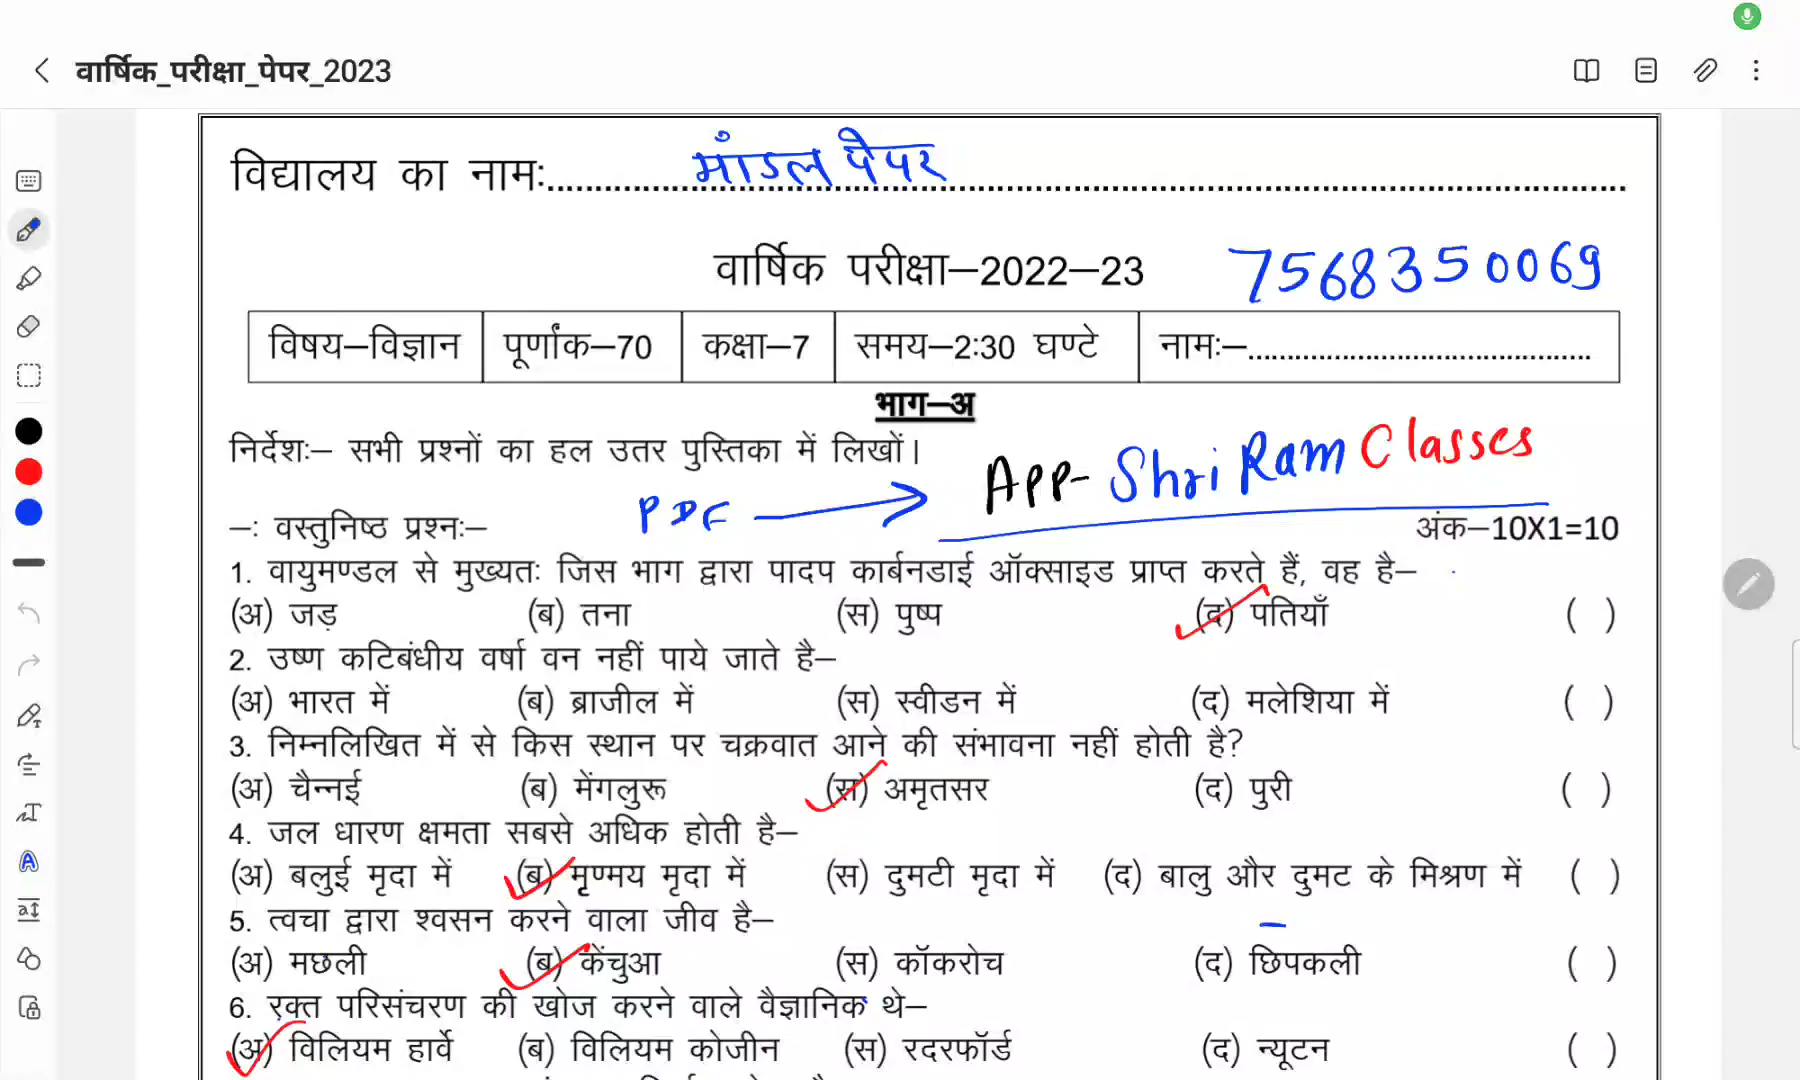 वार्षिक_परीक्षा_पेपर_2023
विद्यालय का नामः.......... मॉडल पेपर ..........
वार्षिक परीक्षा–2022–23 7568350069
विषय–विज्ञान पूर्णांक–70 कक्षा–7 समय–2:30 घण्टे नामः–..........
भाग–अ
निर्देशः– सभी प्रश्नों का हल उतर पुस्तिका में लिखों।
PDF → App- Shri Ram Classes
–: वस्तुनिष्ठ प्रश्नः– अंक–10X1=10
1. वायुमण्डल से मुख्यतः जिस भाग द्वारा पादप कार्बनडाई ऑक्साइड प्राप्त करते हैं, वह है–
(अ) जड़ (ब) तना (स) पुष्प (द) पतियाँ ( )
2. उष्ण कटिबंधीय वर्षा वन नहीं पाये जाते है–
(अ) भारत में (ब) ब्राजील में (स) स्वीडन में (द) मलेशिया में ( )
3. निम्नलिखित में से किस स्थान पर चक्रवात आने की संभावना नहीं होती है?
(अ) चैन्नई (ब) मेंगलुरू (स) अमृतसर (द) पुरी ( )
4. जल धारण क्षमता सबसे अधिक होती है–
(अ) बलुई मृदा में (ब) मृण्मय मृदा में (स) दुमटी मृदा में (द) बालु और दुमट के मिश्रण में ( )
5. त्वचा द्वारा श्वसन करने वाला जीव है–
(अ) मछली (ब) केंचुआ (स) कॉकरोच (द) छिपकली ( )
6. रक्त परिसंचरण की खोज करने वाले वैज्ञानिक थे–
(अ) विलियम हार्वे (ब) विलियम कोजीन (स) रदरफॉर्ड (द) न्यूटन ( )